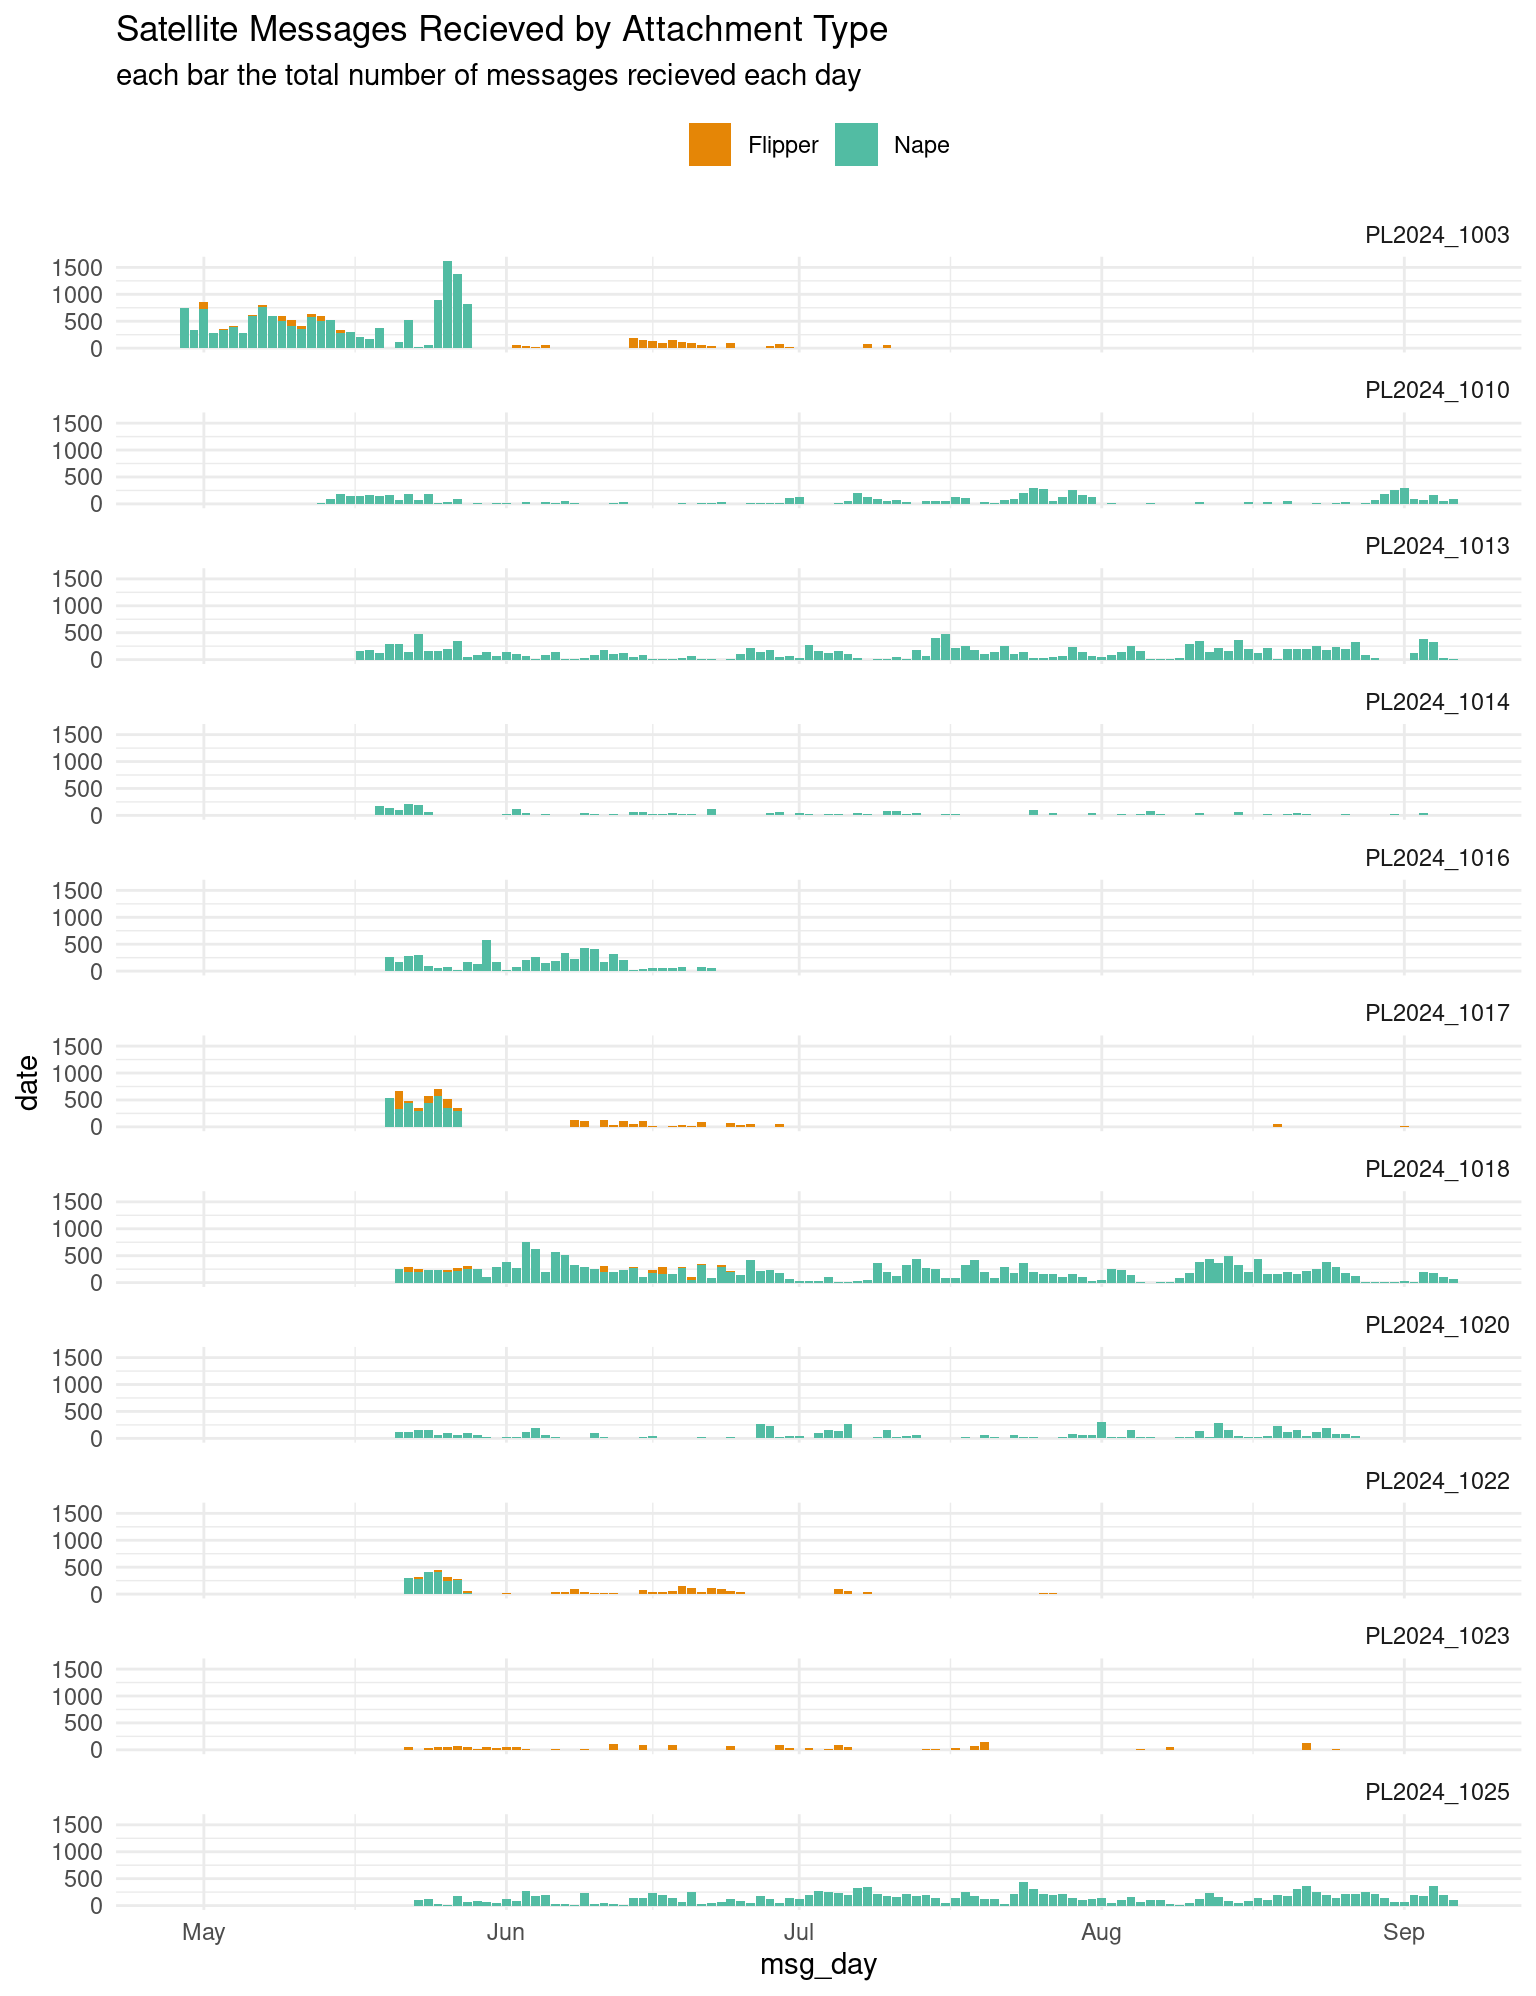 Satellite Messages Recieved by Attachment Type
each bar the total number of messages recieved each day
Flipper Nape
PL2024_1003
1500
1000
500
0
PL2024_1010
1500
1000
500
0
PL2024_1013
1500
1000
500
0
PL2024_1014
1500
1000
500
0
PL2024_1016
1500
1000
500
0
PL2024_1017
1500
1000
500
0
date
PL2024_1018
1500
1000
500
0
PL2024_1020
1500
1000
500
0
PL2024_1022
1500
1000
500
0
PL2024_1023
1500
1000
500
0
PL2024_1025
1500
1000
500
0
May Jun Jul Aug Sep
msg_day